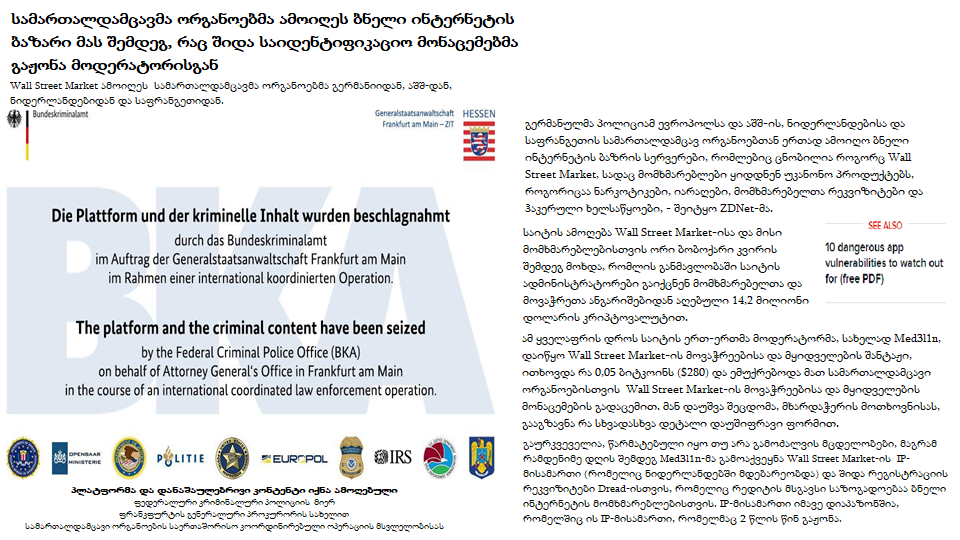 სამართალდამცავმა ორგანოებმა ამოიღეს ბნელი ინტერნეტის
ბაზარი მას შემდეგ, რაც შიდა საიდენტიფიკაციო მონაცემებმა
გაჟონა მოდერატორისგან
Wall Street Market ამოიღეს სამართალდამცავმა ორგანოებმა გერმანიიდან, აშშ-დან,
ნიდერლანდებიდან და საფრანგეთიდან.
Bundeskriminalamt
Generalstaatsanwaltschaft
Frankfurt am Main – ZIT
HESSEN
BKA
Die Plattform und der kriminelle Inhalt wurden beschlagnahmt
durch das Bundeskriminalamt
im Auftrag der Generalstaatsanwaltschaft Frankfurt am Main
im Rahmen einer international koordinierten Operation.
The platform and the criminal content have been seized
by the Federal Criminal Police Office (BKA)
on behalf of Attorney General's Office in Frankfurt am Main
in the course of an international coordinated law enforcement operation.
OPENBAAR
MINISTERIE
POLITIE
EUROPOL
IRS
პლატფორმა და დანაშაულებრივი კონტენტი იქნა ამოღებული
ფედერალური კრიმინალური პოლიციის მიერ
ფრანკფურტის გენერალური პროკურორის სახელით
სამართალდამცავი ორგანოების საერთაშორისო კოორდინირებული ოპერაციის მსვლელობისას
გერმანულმა პოლიციამ ევროპოლსა და აშშ-ის, ნიდერლანდებისა და
საფრანგეთის სამართალდამცავ ორგანოებთან ერთად ამოიღო ბნელი
ინტერნეტის ბაზრის სერვერები, რომლებიც ცნობილია როგორც Wall
Street Market, სადაც მომხმარებლები ყიდდნენ უკანონო პროდუქტებს,
როგორიცაა ნარკოტიკები, იარაღები, მომხმარებელთა რეკვიზიტები და
ჰაკერული ხელსაწყოები, - შეიტყო ZDNet-მა.
საიტის ამოღება Wall Street Market-ისა და მისი
მომხმარებლებისთვის ორი ბობოქარი კვირის
შემდეგ მოხდა, რომლის განმავლობაში საიტის
ადმინისტრატორები გაიქცნენ მომხმარებელთა და
მოვაჭრეთა ანგარიშებიდან აღებული 14,2 მილიონი
დოლარის კრიპტოვალუტით.
SEE ALSO
10 dangerous app
vulnerabilities to watch out
for (free PDF)
ამ ყველაფრის დროს საიტის ერთ-ერთმა მოდერატორმა, სახელად Med3l1n,
დაიწყო Wall Street Market-ის მოვაჭრეებისა და მყიდველების შანტაჟი,
ითხოვდა რა 0,05 ბიტკოინს ($280) და ემუქრებოდა მათ სამართალდამცავი
ორგანოებისთვის Wall Street Market-ის მოვაჭრეებისა და მყიდველების
მონაცემების გადაცემით. მან დაუშვა შეცდომა, მხარდაჭერის მოთხოვნისას,
გააგზავნა რა სხვადასხვა დეტალი დაუშიფრავი ფორმით.
გაურკვეველია, წარმატებული იყო თუ არა გამოძალვის მცდელობები, მაგრამ
რამდენიმე დღის შემდეგ Med3l1n-მა გამოაქვეყნა Wall Street Market-ის IP-
მისამართი (რომელიც ნიდერლანდებში მდებარეობდა) და შიდა რეგისტრაციის
რეკვიზიტები Dread-ისთვის, რომელიც რედიტის მსგავსი საზოგადოებაა ბნელი
ინტერნეტის მომხმარებლებისთვის. IP-მისამართი იმავე დიაპაზონშია,
რომელშიც ის IP-მისამართი, რომელმაც 2 წლის წინ გაჟონა.